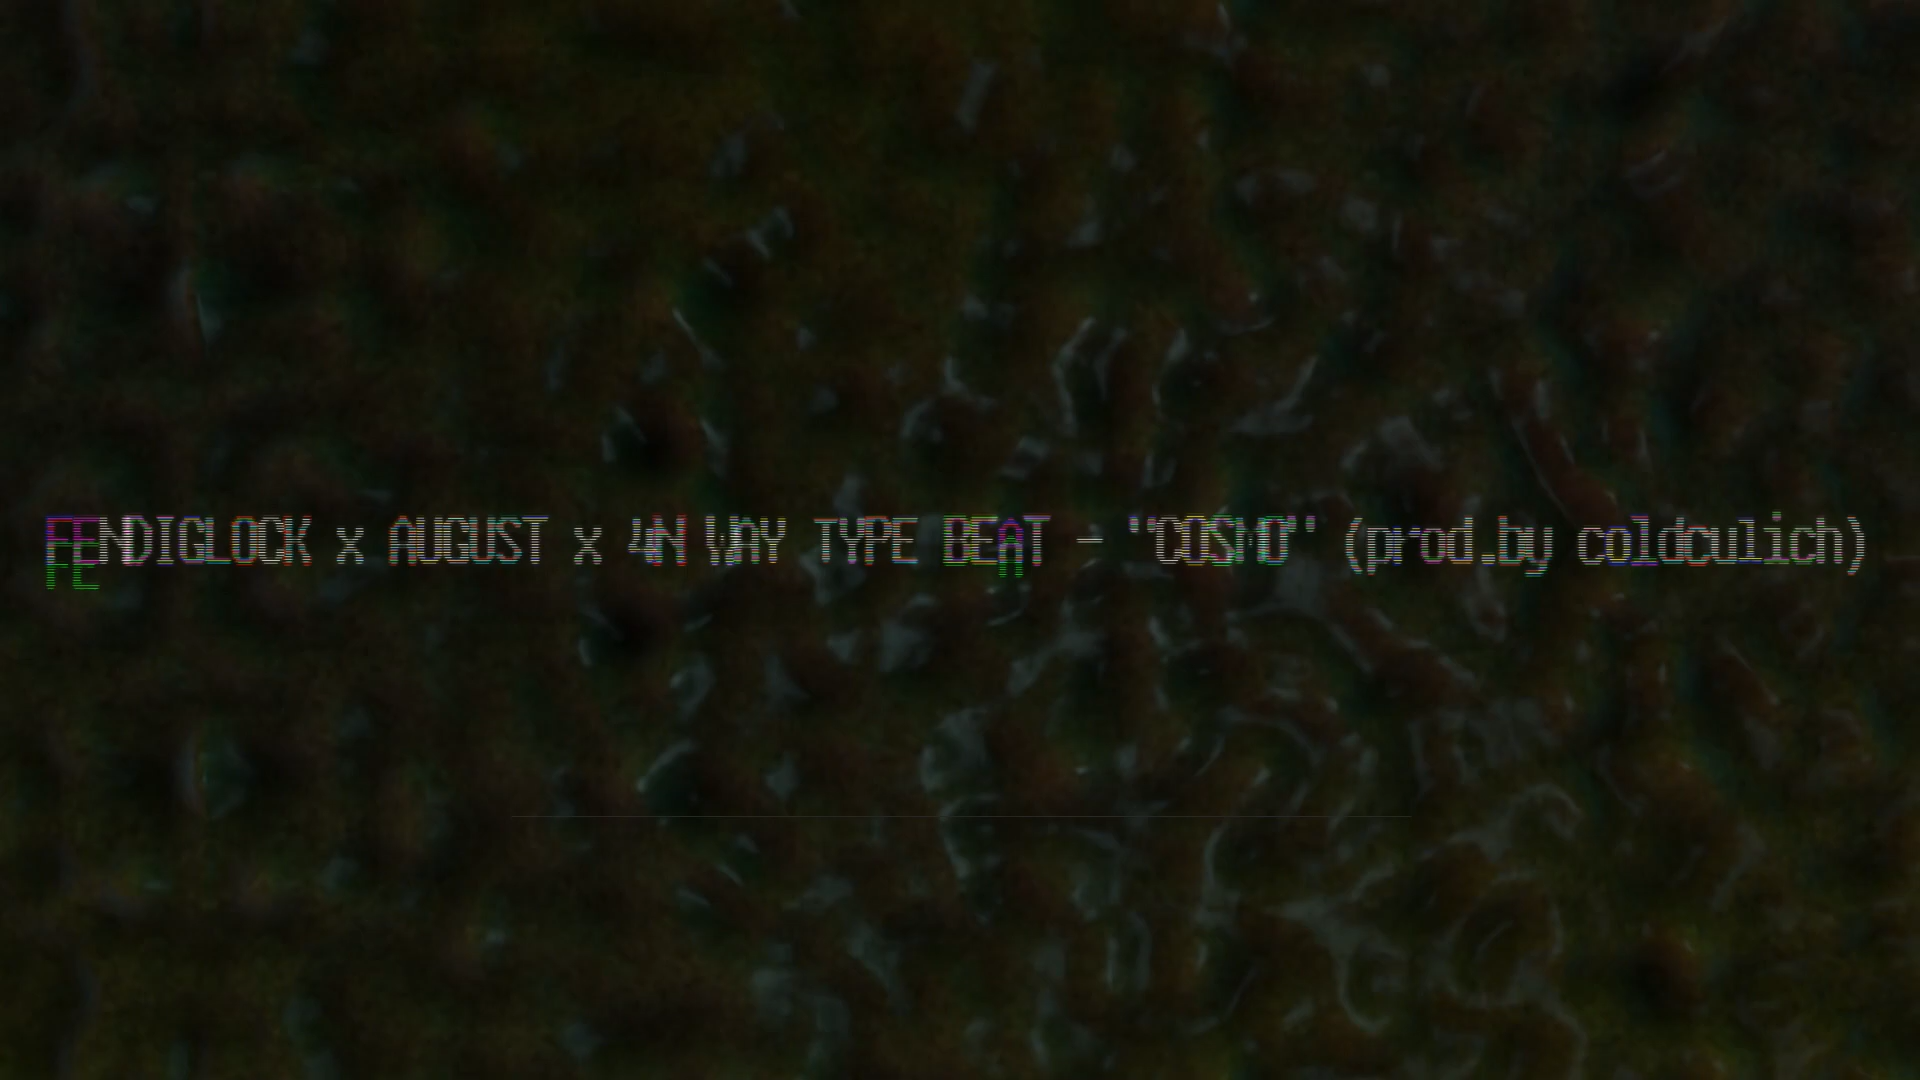 FENDIGLOCK x AUGUST x 4N WAY TYPE BEAT - "COSMO" (prod.by coldculich)